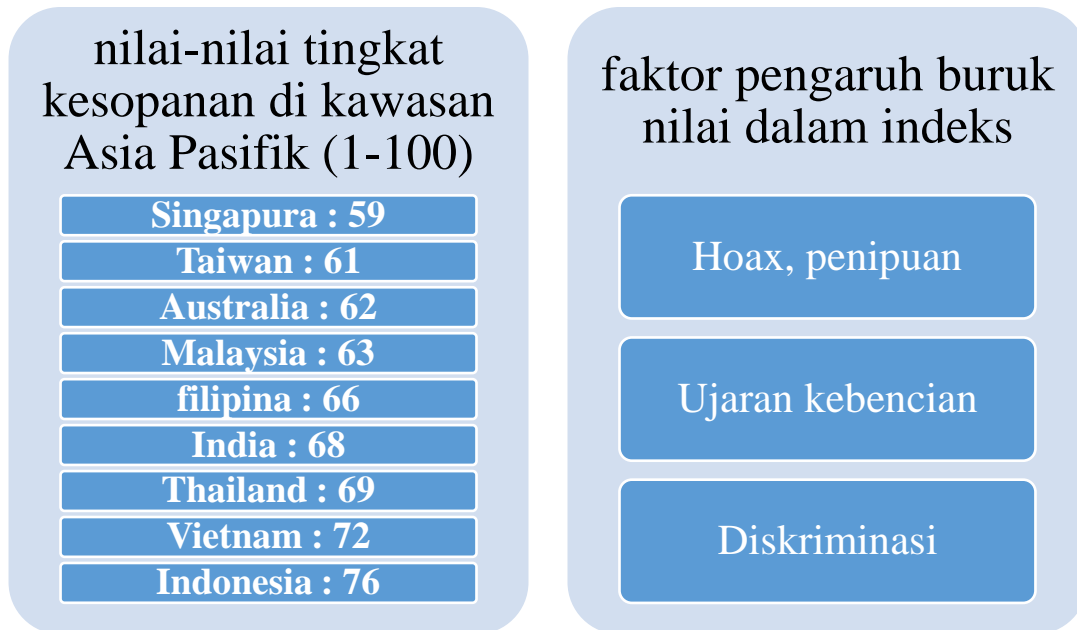 nilai-nilai tingkat
kesopanan di kawasan
Asia Pasifik (1-100)
Singapura : 59
Taiwan : 61
Australia : 62
Malaysia : 63
filipina : 66
India : 68
Thailand : 69
Vietnam : 72
Indonesia : 76
faktor pengaruh buruk
nilai dalam indeks
Hoax, penipuan
Ujaran kebencian
Diskriminasi